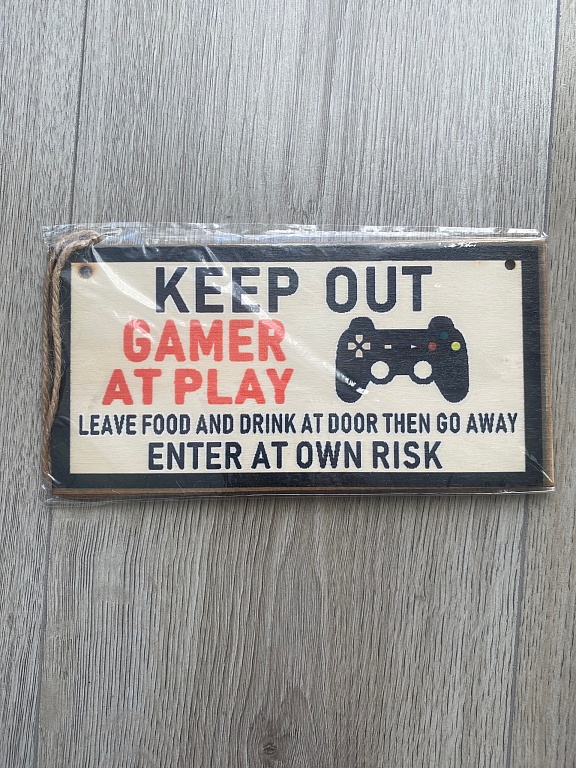 KEEP OUT
GAMER
AT PLAY
LEAVE FOOD AND DRINK AT DOOR THEN GO AWAY
ENTER AT OWN RISK